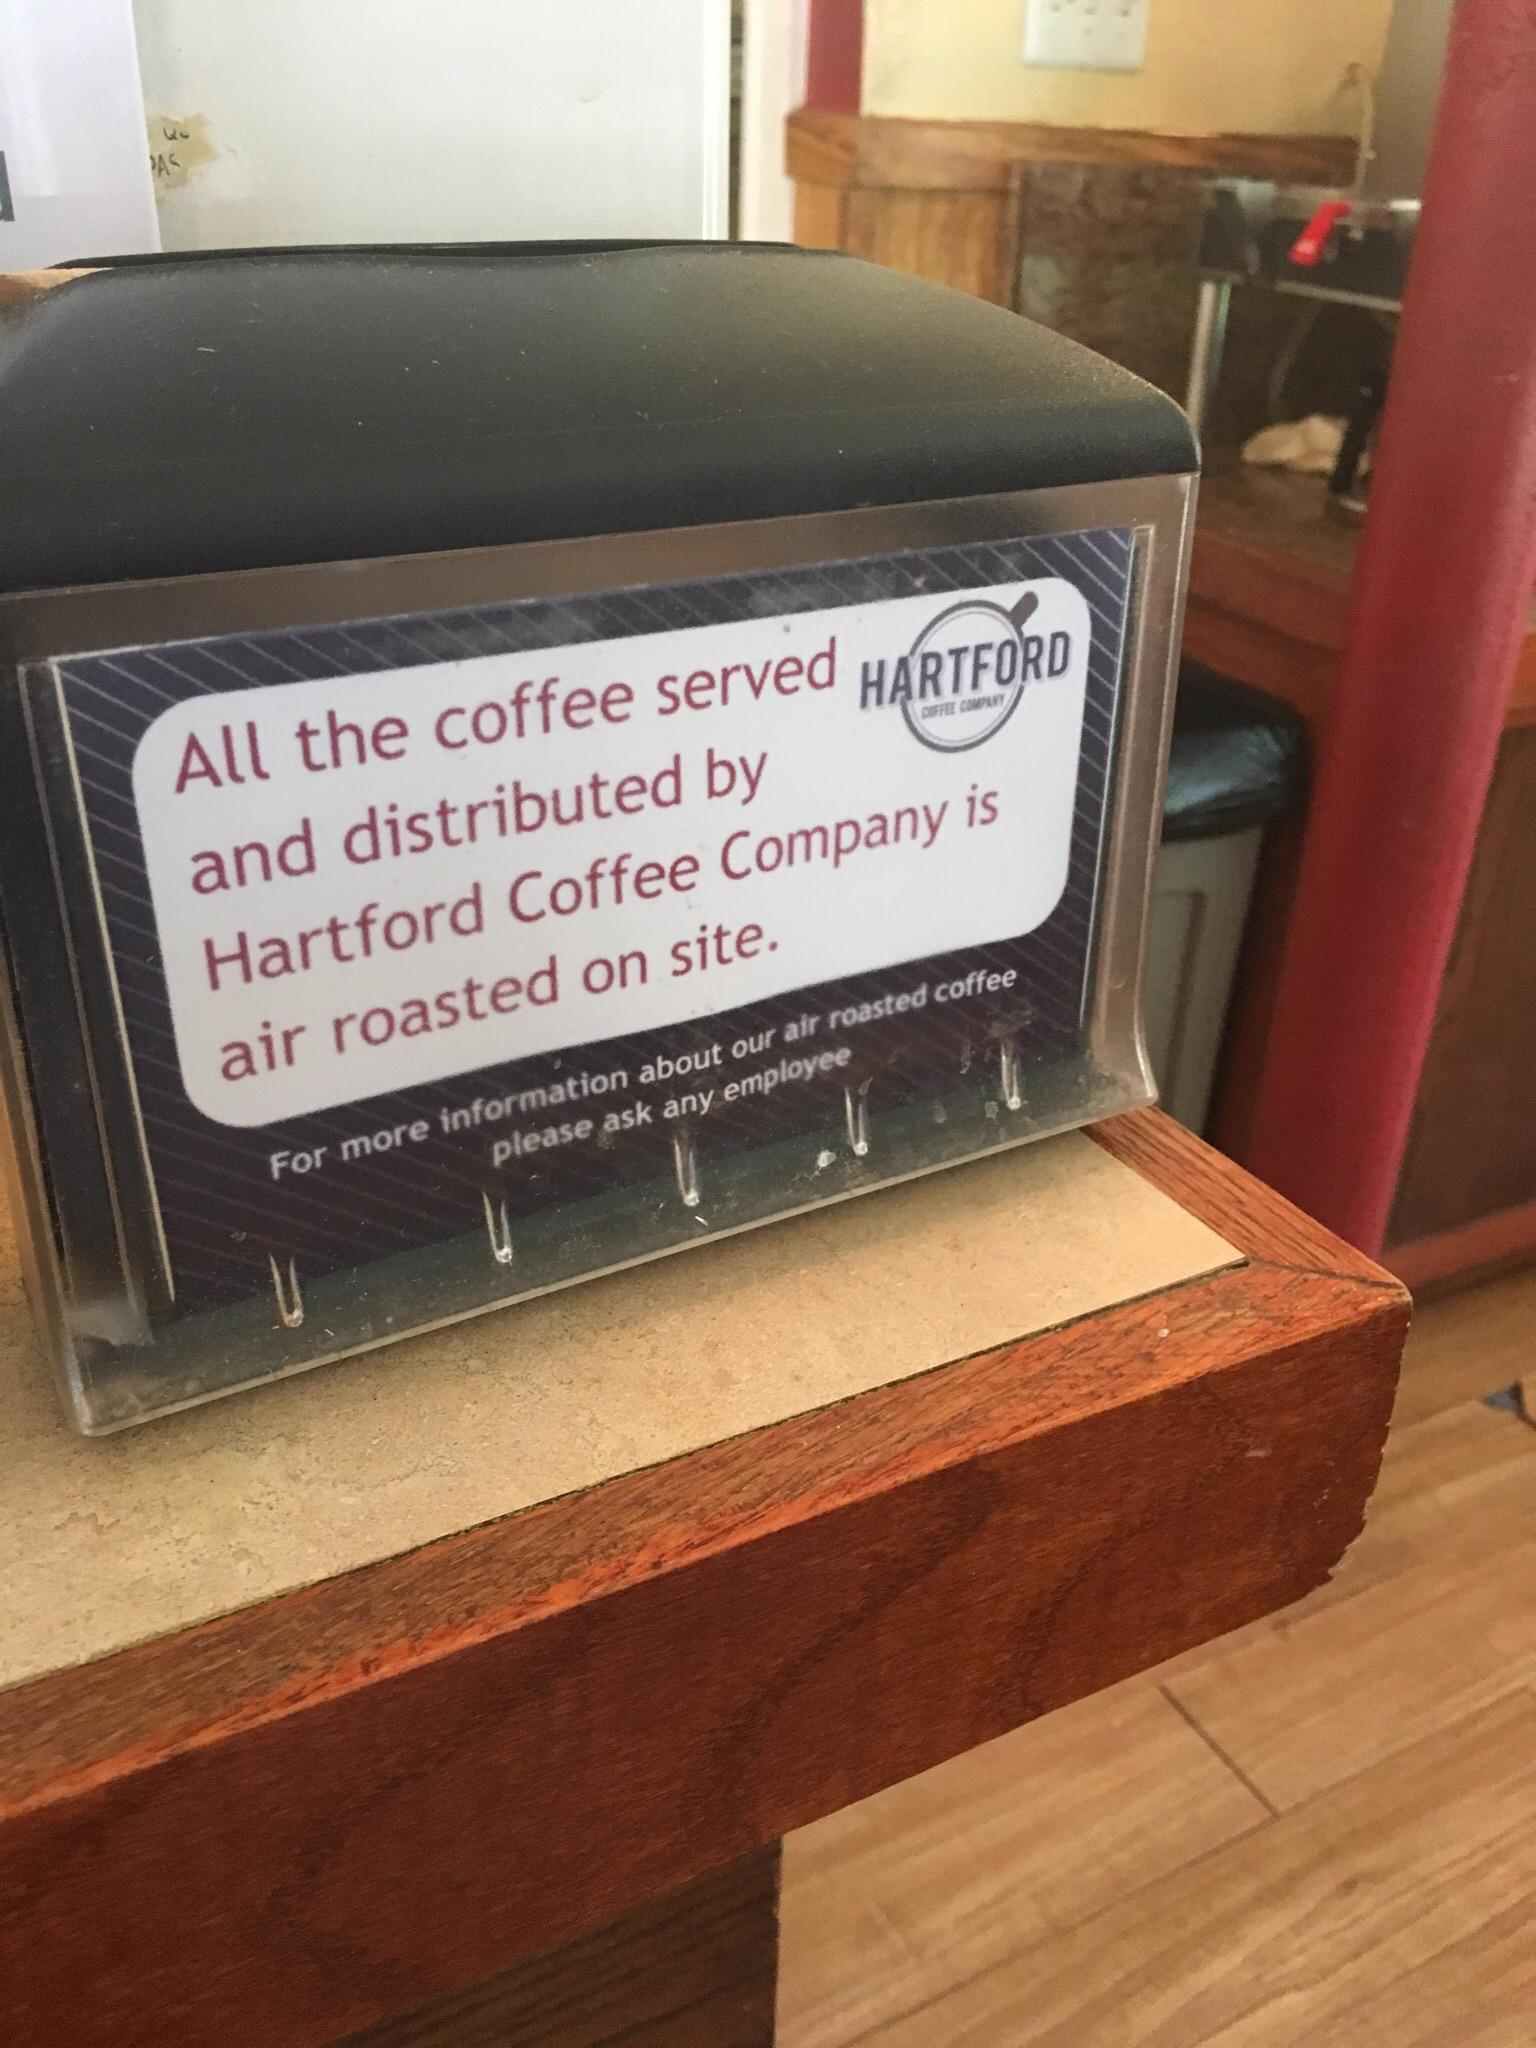 All the coffee served
and distributed by
Hartford Coffee Company is
air roasted on site.
HARTFORD
COFFEE COMPANY
For more information about our air roasted coffee
please ask any employee